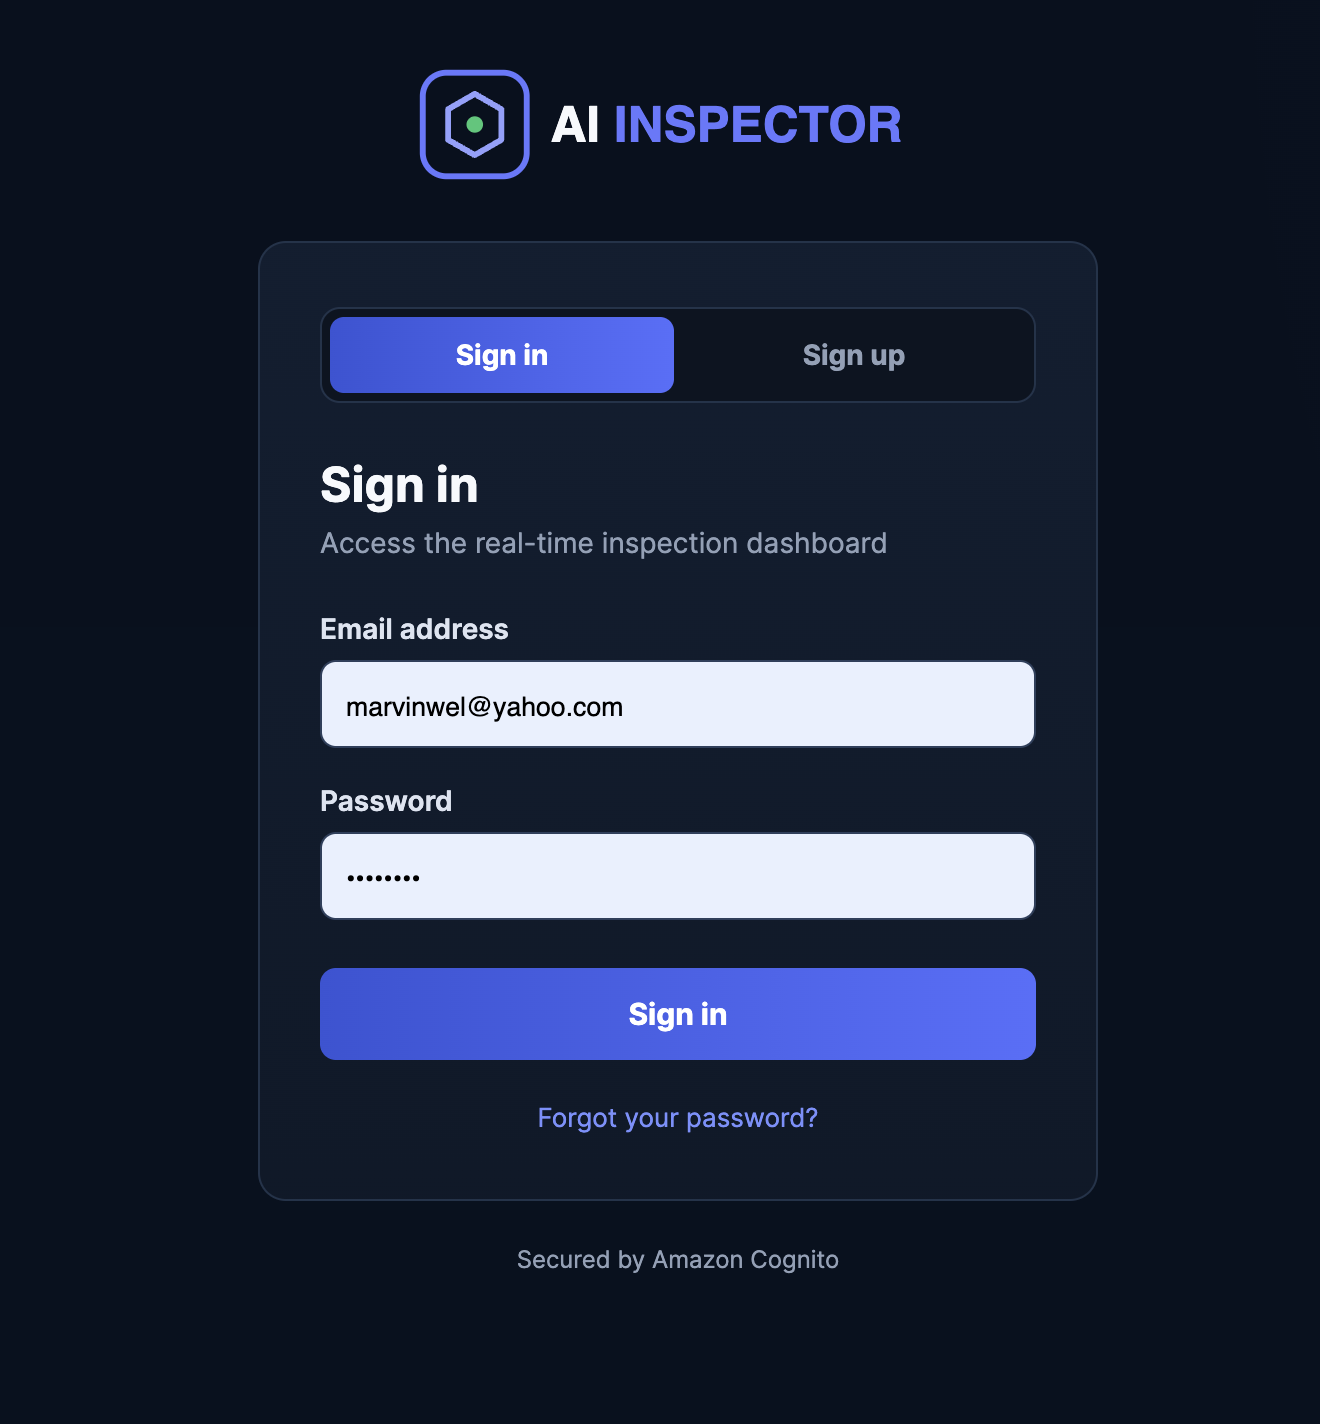 AI INSPECTOR
Sign in
Sign up
Sign in
Access the real-time inspection dashboard
Email address
marvinwel@yahoo.com
Password
••••••••
Sign in
Forgot your password?
Secured by Amazon Cognito